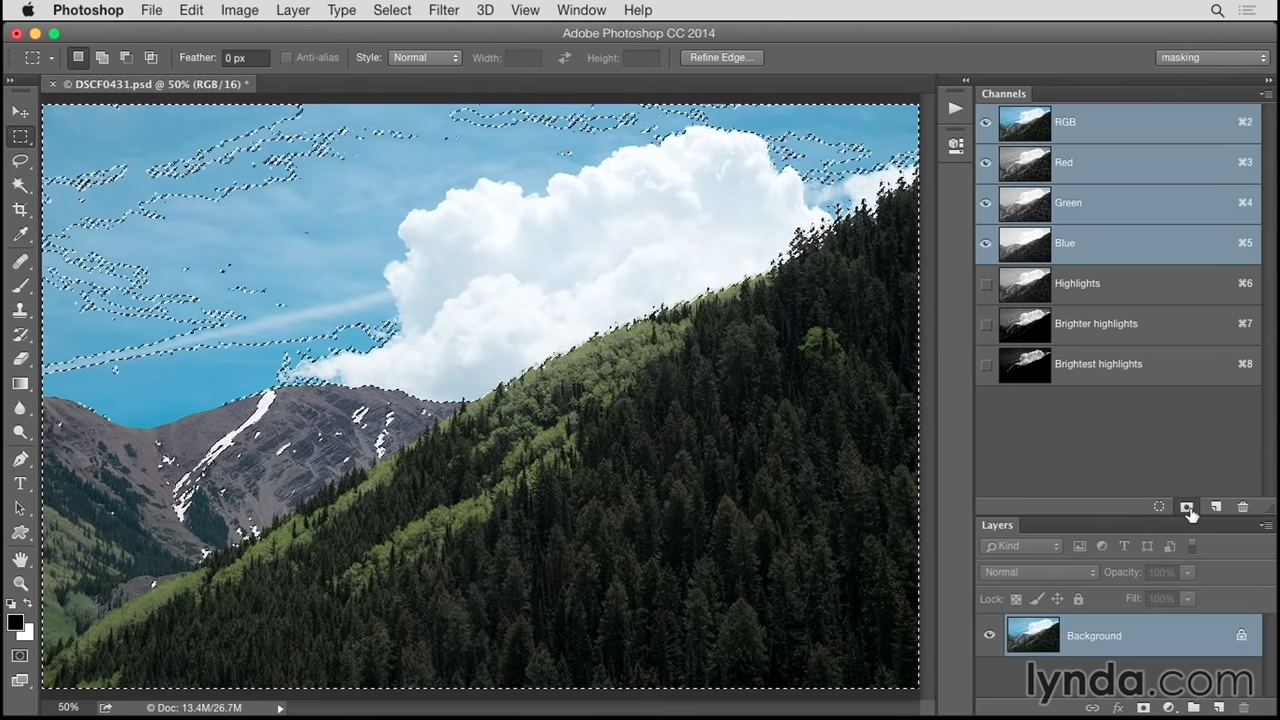 Photoshop File Edit Image Layer Type Select Filter 3D View Window Help
Adobe Photoshop CC 2014
Feather: 0 px Anti-alias Style: Normal Width: Height: Refine Edge... masking
× © DSCF0431.psd @ 50% (RGB/16) *
Channels
RGB ⌘2
Red ⌘3
Green ⌘4
Blue ⌘5
Highlights ⌘6
Brighter highlights ⌘7
Brightest highlights ⌘8
Layers
Kind T
Normal Opacity: 100%
Lock: Fill: 100%
Background
lynda.com
fx
T
50% © Doc: 13.4M/26.7M